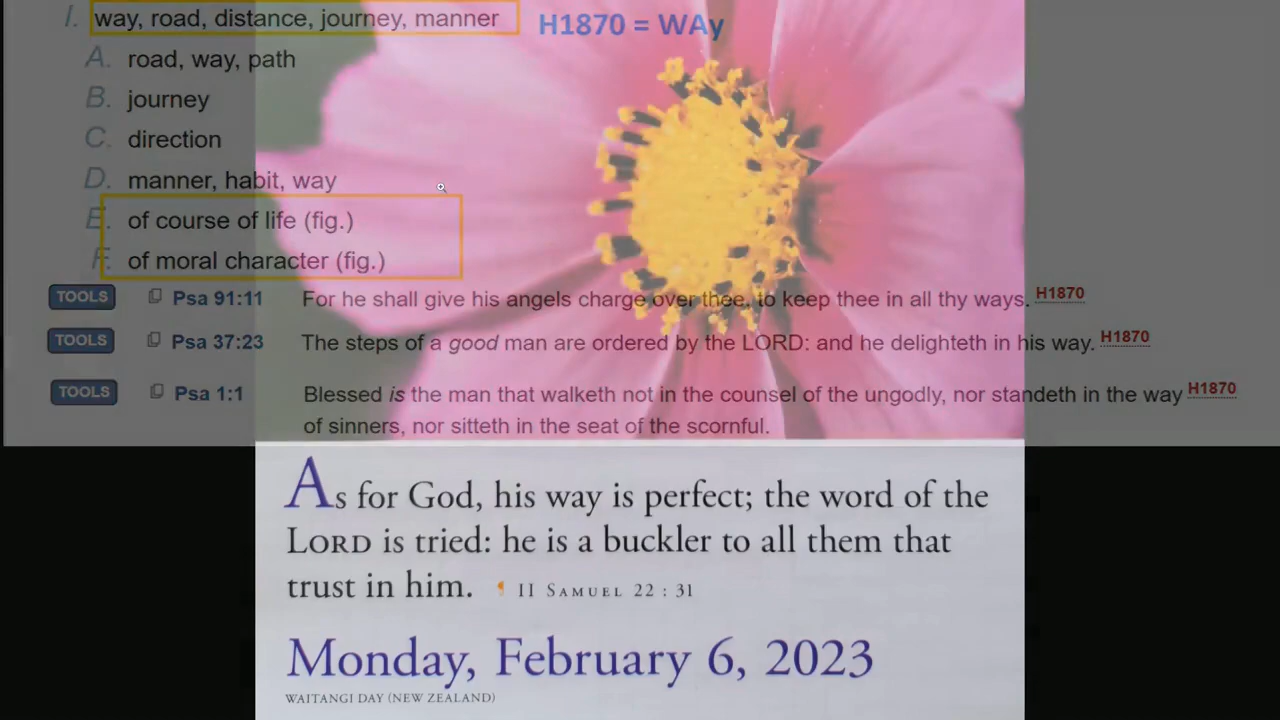 I. way, road, distance, journey, manner
H1870 = WAy
A. road, way, path
B. journey
C. direction
D. manner, habit, way
E. of course of life (fig.)
F. of moral character (fig.)
TOOLS Psa 91:11 For he shall give his angels charge over thee, to keep thee in all thy ways. H1870
TOOLS Psa 37:23 The steps of a good man are ordered by the LORD: and he delighteth in his way. H1870
TOOLS Psa 1:1 Blessed is the man that walketh not in the counsel of the ungodly, nor standeth in the way H1870
of sinners, nor sitteth in the seat of the scornful.
As for God, his way is perfect; the word of the
LORD is tried: he is a buckler to all them that
trust in him. ¶ II SAMUEL 22 : 31
Monday, February 6, 2023
WAITANGI DAY (NEW ZEALAND)